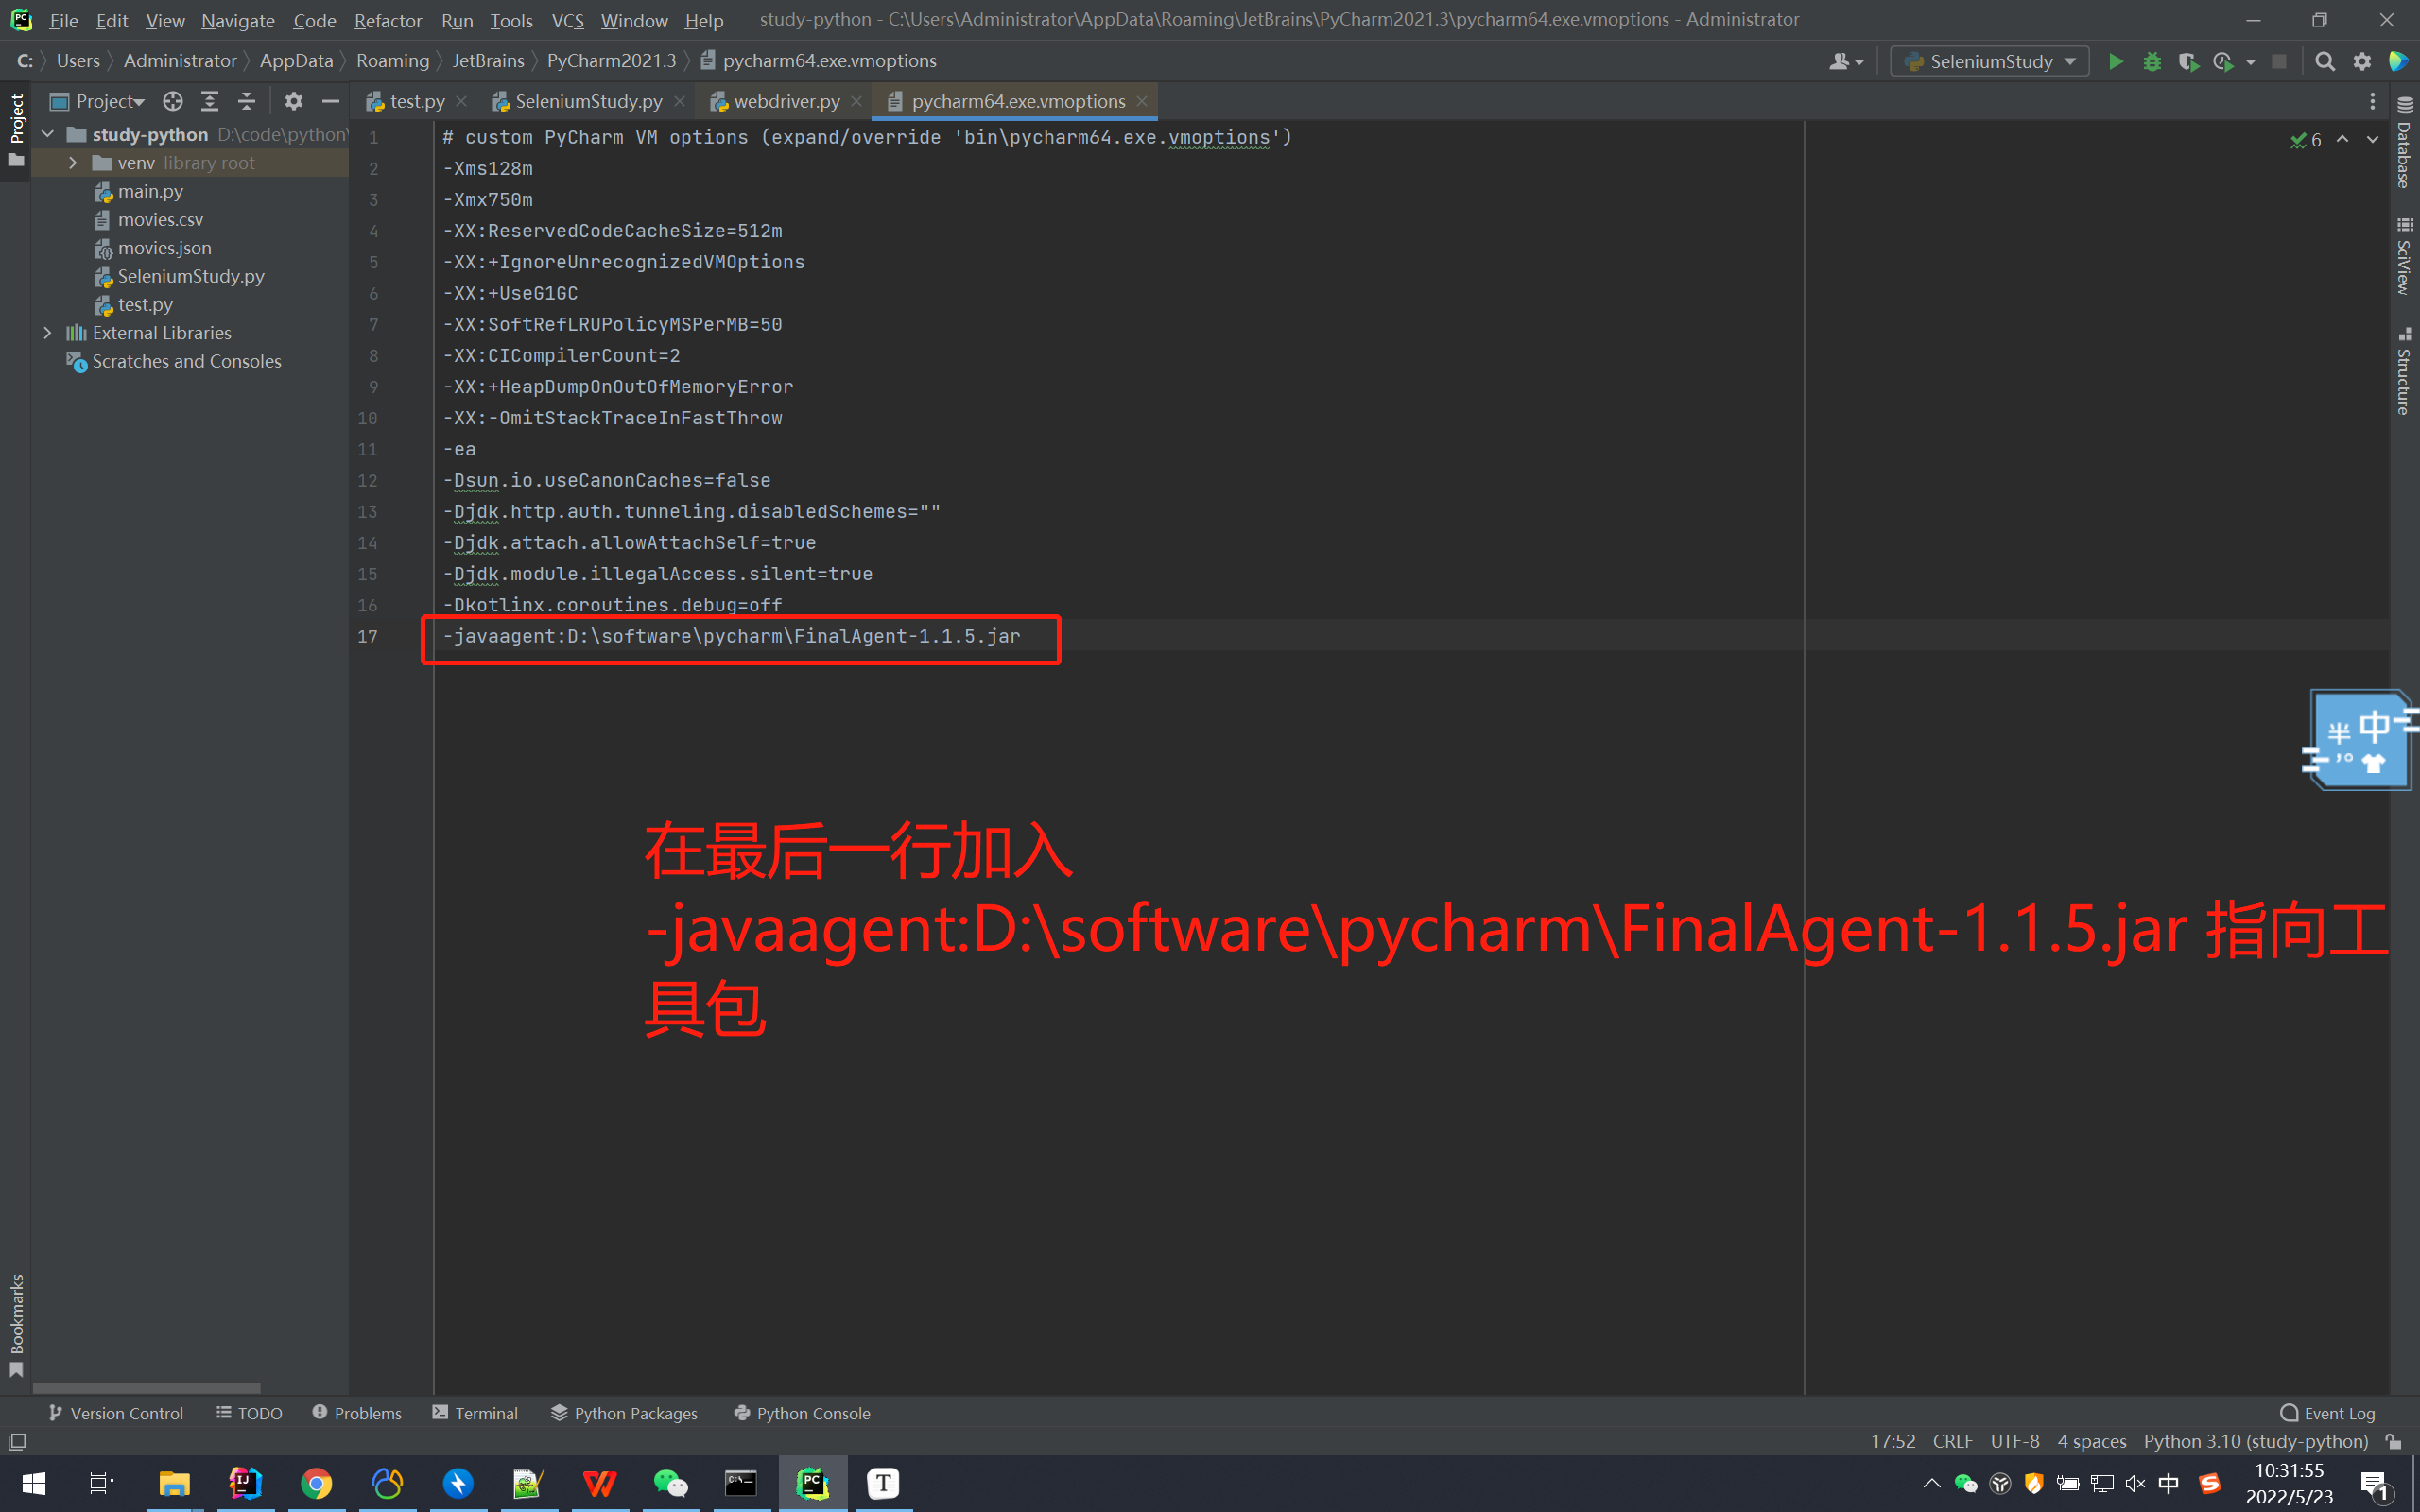 File Edit View Navigate Code Refactor Run Tools VCS Window Help study-python - C:\Users\Administrator\AppData\Roaming\JetBrains\PyCharm2021.3\pycharm64.exe.vmoptions - Administrator
C: Users Administrator AppData Roaming JetBrains PyCharm2021.3 pycharm64.exe.vmoptions SeleniumStudy
Project test.py SeleniumStudy.py webdriver.py pycharm64.exe.vmoptions
Project
study-python D:\code\python\
venv library root
main.py
movies.csv
movies.json
SeleniumStudy.py
test.py
External Libraries
Scratches and Consoles
1 # custom PyCharm VM options (expand/override 'bin\pycharm64.exe.vmoptions')
2 -Xms128m
3 -Xmx750m
4 -XX:ReservedCodeCacheSize=512m
5 -XX:+IgnoreUnrecognizedVMOptions
6 -XX:+UseG1GC
7 -XX:SoftRefLRUPolicyMSPerMB=50
8 -XX:CICompilerCount=2
9 -XX:+HeapDumpOnOutOfMemoryError
10 -XX:-OmitStackTraceInFastThrow
11 -ea
12 -Dsun.io.useCanonCaches=false
13 -Djdk.http.auth.tunneling.disabledSchemes=""
14 -Djdk.attach.allowAttachSelf=true
15 -Djdk.module.illegalAccess.silent=true
16 -Dkotlinx.coroutines.debug=off
17 -javaagent:D:\software\pycharm\FinalAgent-1.1.5.jar
6
Database
SciView
Structure
半 中
在最后一行加入
-javaagent:D:\software\pycharm\FinalAgent-1.1.5.jar 指向工
具包
Bookmarks
Version Control TODO Problems Terminal Python Packages Python Console Event Log
17:52 CRLF UTF-8 4 spaces Python 3.10 (study-python)
中 10:31:55
2022/5/23
1